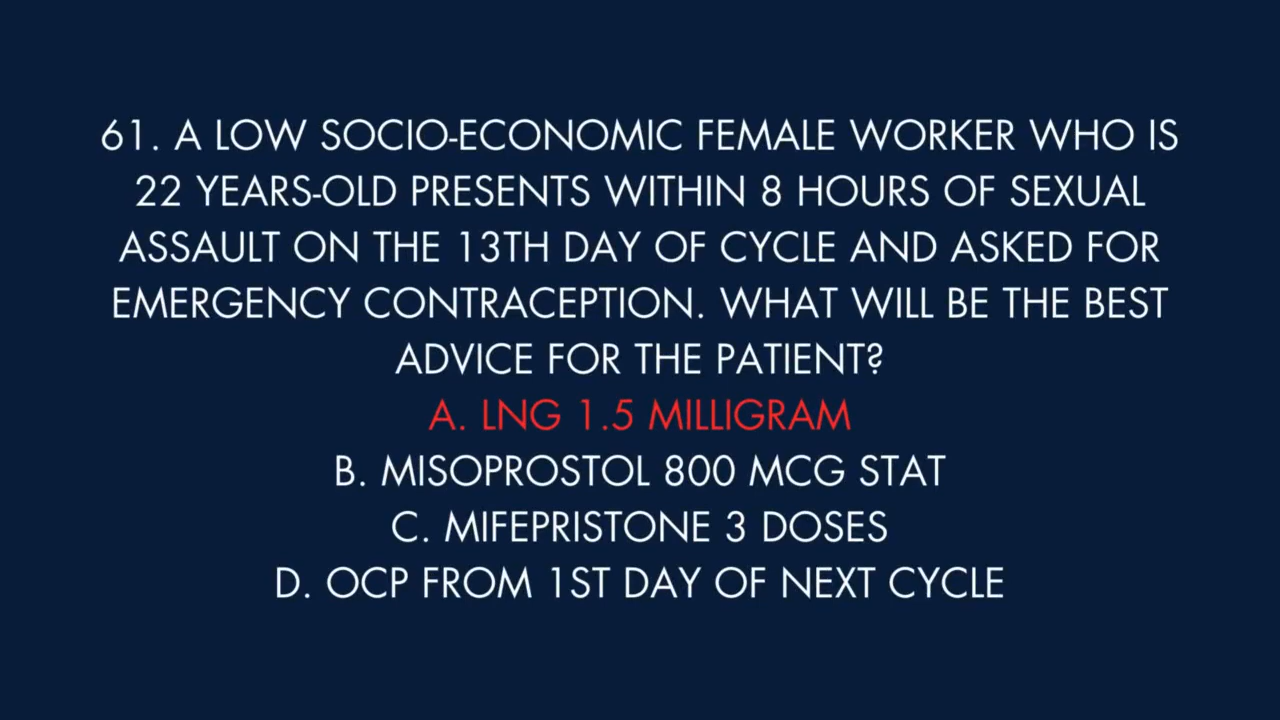 61. A LOW SOCIO-ECONOMIC FEMALE WORKER WHO IS
22 YEARS-OLD PRESENTS WITHIN 8 HOURS OF SEXUAL
ASSAULT ON THE 13TH DAY OF CYCLE AND ASKED FOR
EMERGENCY CONTRACEPTION. WHAT WILL BE THE BEST
ADVICE FOR THE PATIENT?
A. LNG 1.5 MILLIGRAM
B. MISOPROSTOL 800 MCG STAT
C. MIFEPRISTONE 3 DOSES
D. OCP FROM 1ST DAY OF NEXT CYCLE